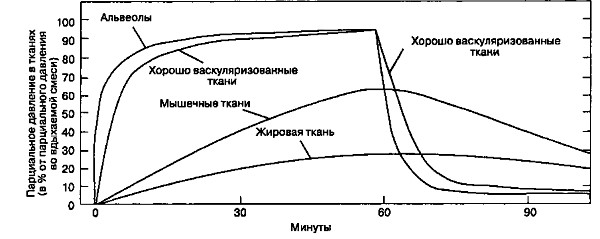 Парциальное давление в тканях
(в % от парциального давления
во вдыхаемой смеси)
100
90
80
70
60
50
40
30
20
10
0
Альвеолы
Хорошо васкуляризованные
ткани
Мышечные ткани
Жировая ткань
Хорошо васкуляризованные
ткани
0
30
60
90
Минуты